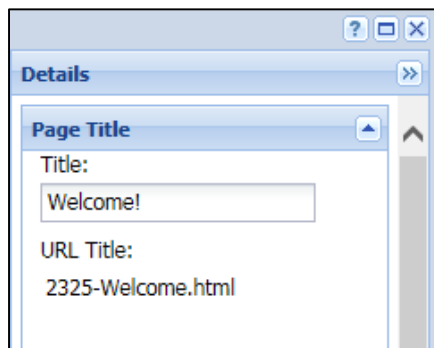 Details
Page Title
Title:
Welcome!
URL Title:
2325-Welcome.html